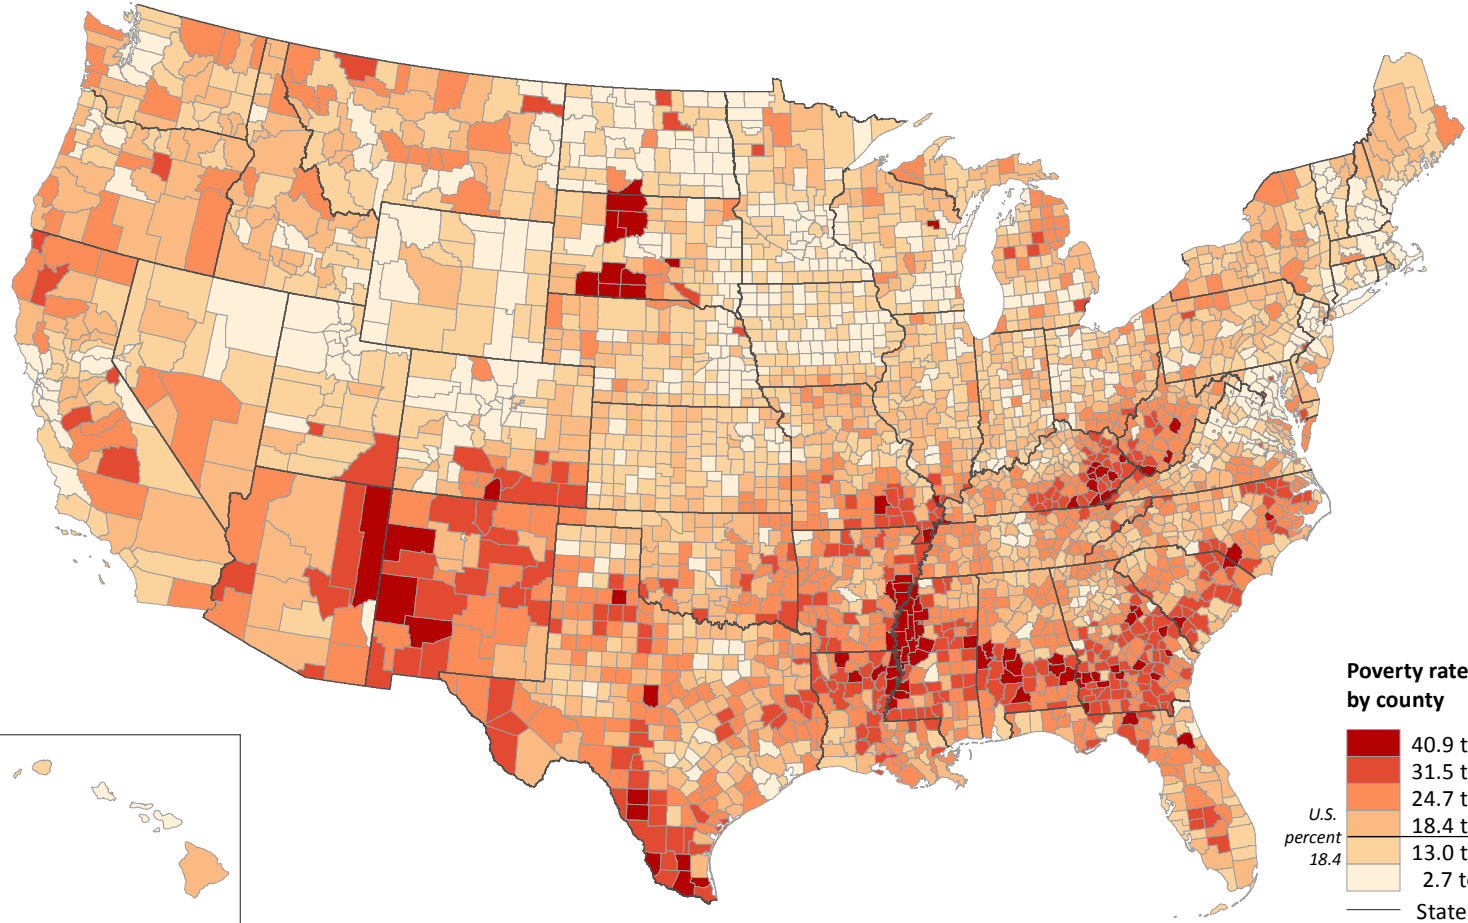 Poverty rate
by county
40.9 t
31.5 t
24.7 t
18.4 t
13.0 t
2.7 t
U.S.
percent
18.4
State